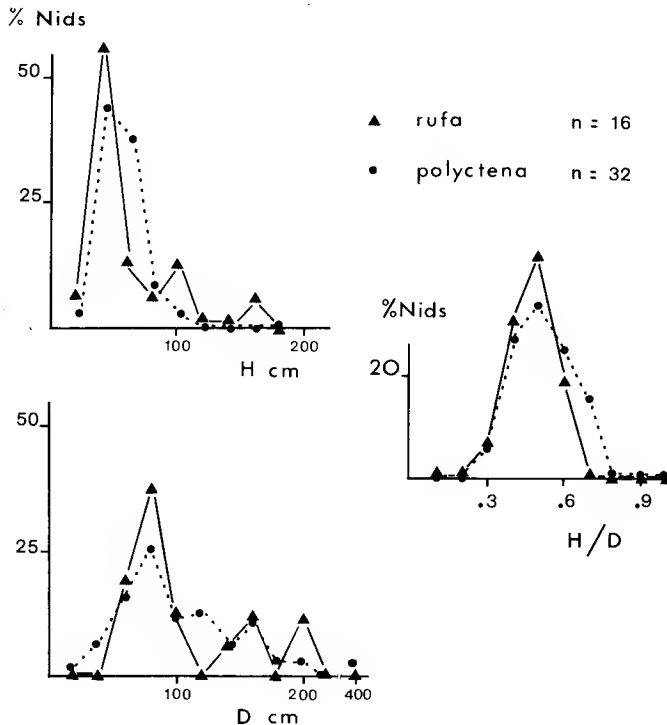 % Nids
50
25
100
200
H cm
▲ rufa n = 16
• polyctena n = 32
%Nids
20
.3
.6
.9
H/D
50
25
100
200
400
D cm